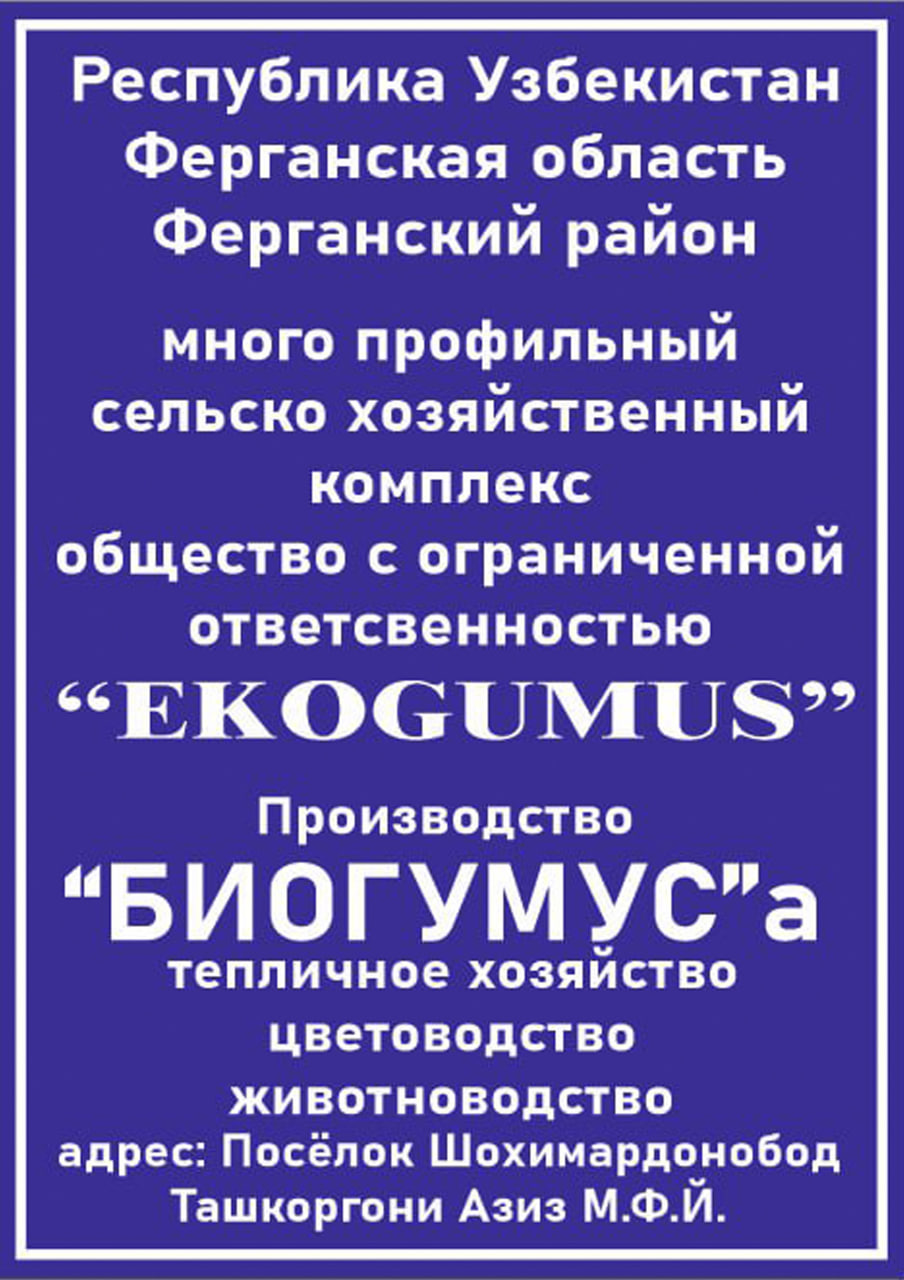 Республика Узбекистан
Ферганская область
Ферганский район
много профильный
сельско хозяйственный
комплекс
общество с ограниченной
ответсвенностью
“EKOGUMUS”
Производство
“БИОГУМУС”а
тепличное хозяйство
цветоводство
животноводство
адрес: Посёлок Шохимардонобод
Ташкоргони Азиз М.Ф.Й.